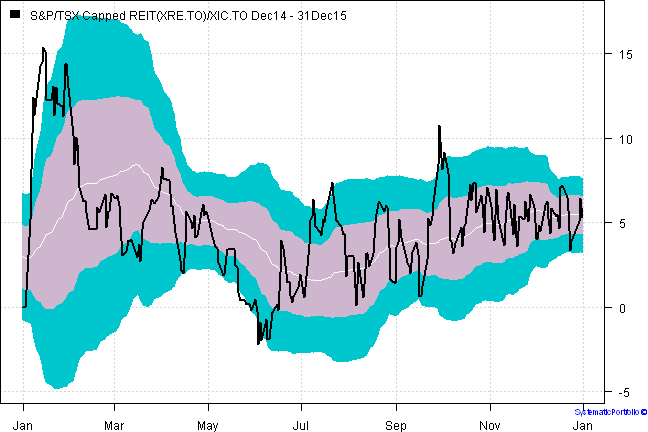 S&P/TSX Capped REIT(XRE.TO)/XIC.TO Dec14 - 31Dec15
15
10
5
0
-5
SystematicPortfolio ©
Jan Mar May Jul Sep Nov Jan